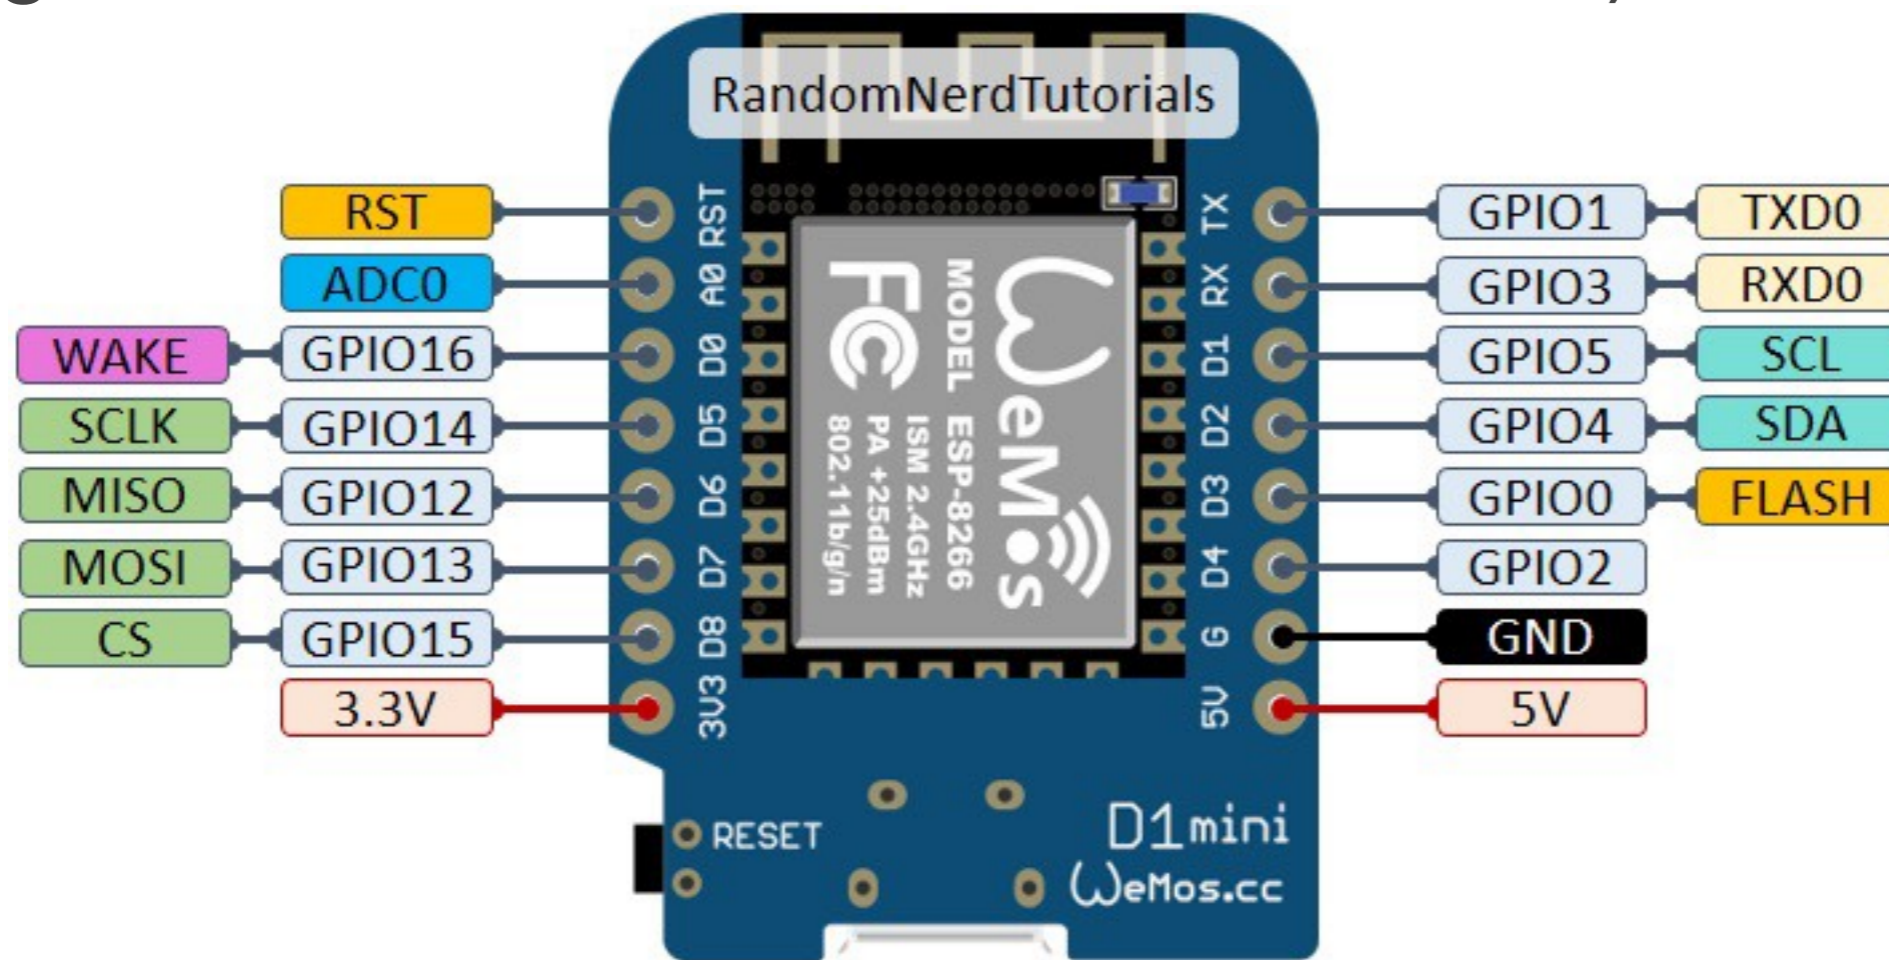 RandomNerdTutorials
RST
ADC0
WAKE GPIO16
SCLK GPIO14
MISO GPIO12
MOSI GPIO13
CS GPIO15
3.3V
RST
A0
D0
D5
D6
D7
D8
3V3
WeMos
MODEL ESP-8266
ISM 2.4GHz
PA +25dBm
802.11b/g/n
FC
TX
RX
D1
D2
D3
D4
G
5V
GPIO1 TXD0
GPIO3 RXD0
GPIO5 SCL
GPIO4 SDA
GPIO0 FLASH
GPIO2
GND
5V
RESET
D1 mini
WeMos.cc